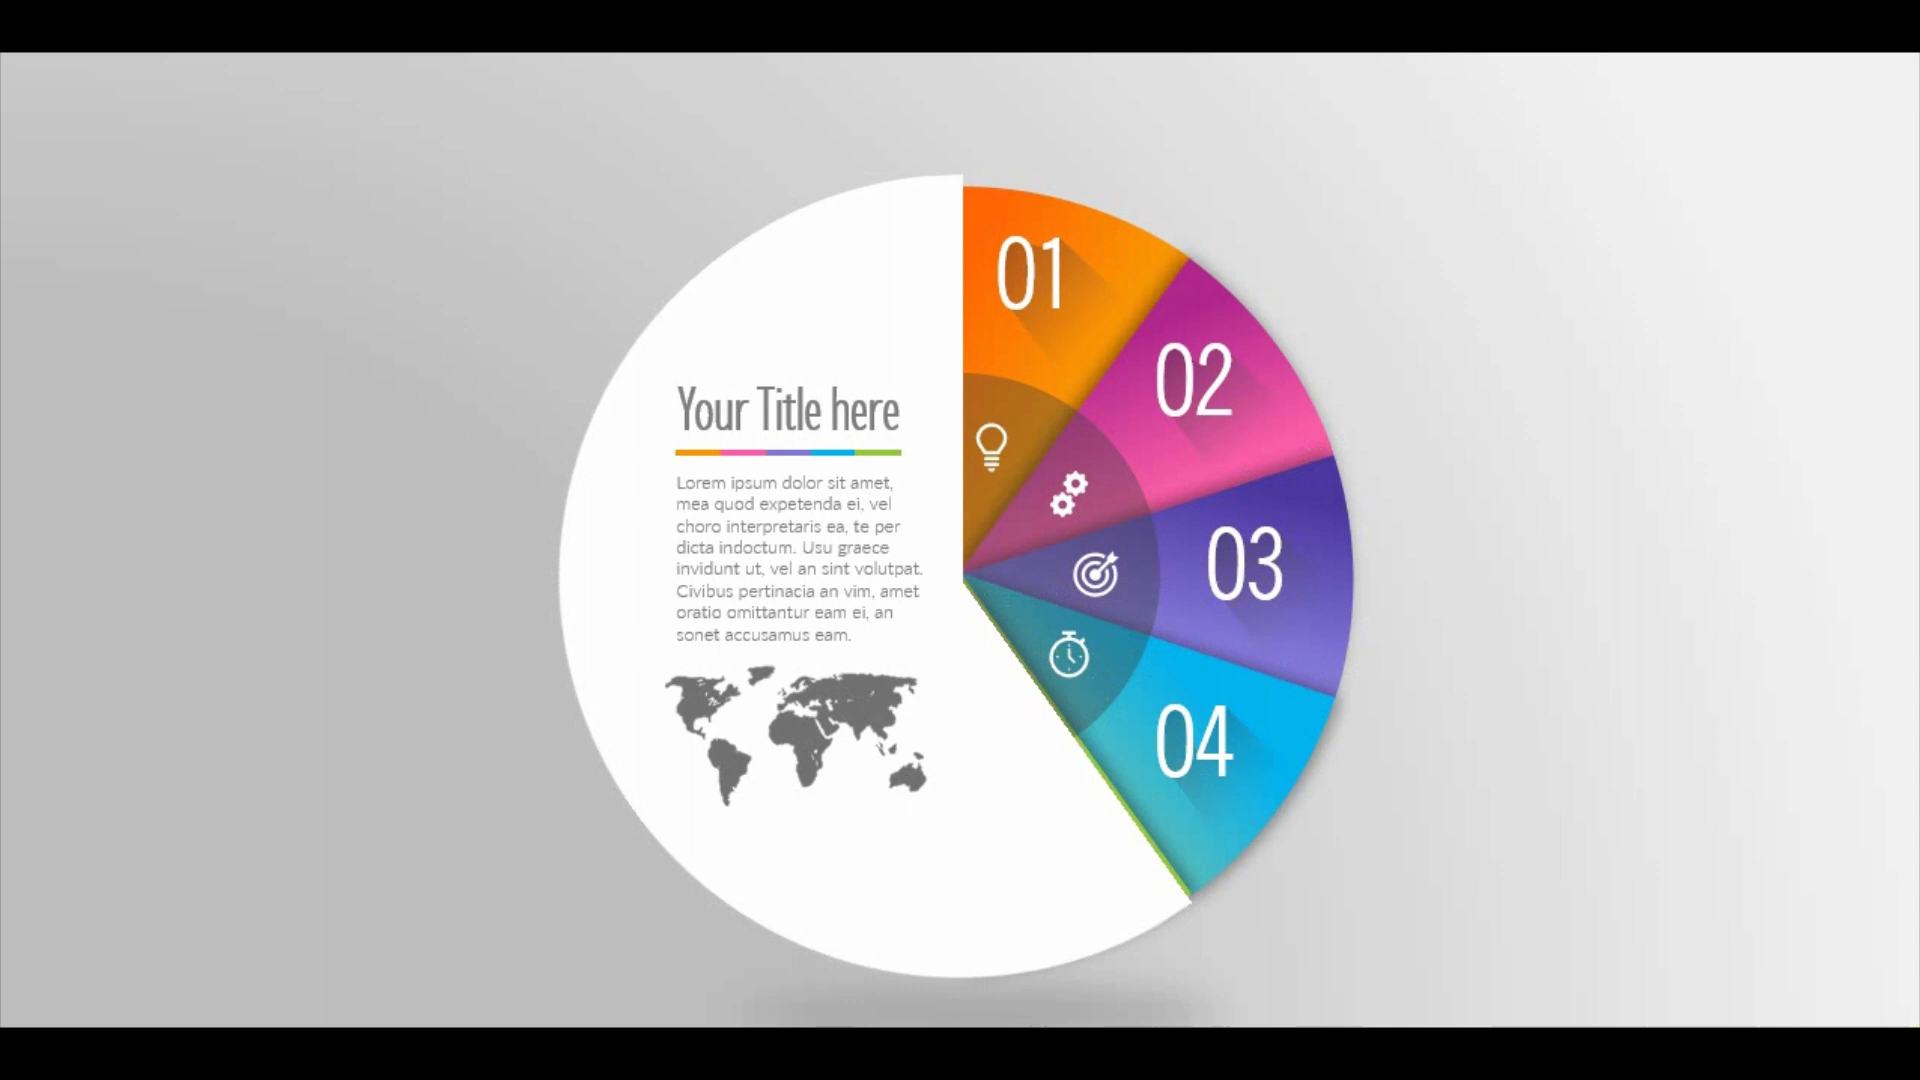 01
02
Your Title here
Lorem ipsum dolor sit amet,
mea quod expetenda ei, vel
choro interpretaris ea, te per
dicta indoctum. Usu graece
invidunt ut, vel an sint volutpat.
Civibus pertinacia an vim, amet
oratio omittantur eam ei, an
sonet accusamus eam.
03
04